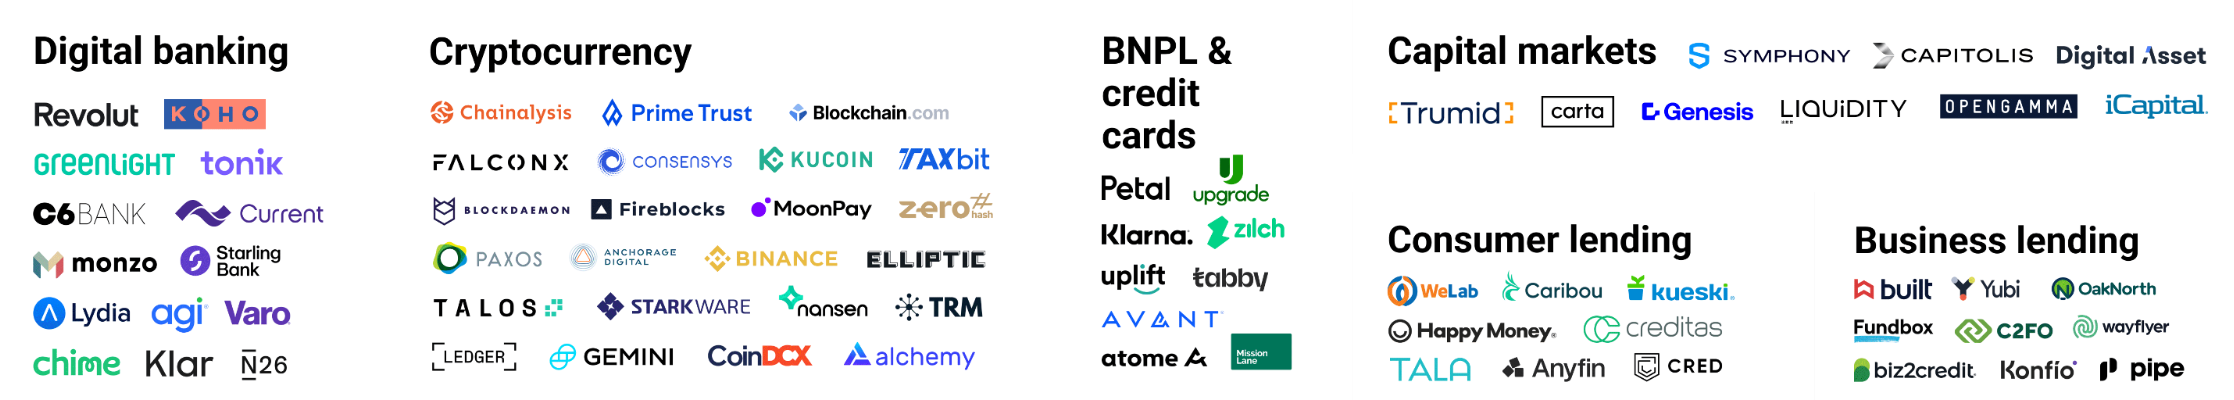 Digital banking
Revolut KOHO
GREENLiGHT tonik
C6 BANK Current
monzo Starling Bank
Lydia agi Varo
chime Klar N26
Cryptocurrency
Chainalysis Prime Trust Blockchain.com
FALCONX CONSENSYS KUCOIN TAXbit
BLOCKDAEMON Fireblocks MoonPay zero hash
PAXOS ANCHORAGE DIGITAL BINANCE ELLIPTIC
TALOS STARKWARE nansen TRM
LEDGER GEMINI CoinDCX alchemy
BNPL &
credit
cards
Petal upgrade
Klarna. zilch
uplift tabby
AVANT
atome A Mission Lane
Capital markets SYMPHONY CAPITOLIS Digital Asset
Trumid carta Genesis LIQUiDITY OPENGAMMA iCapital.
Consumer lending
WeLab Caribou kueski
Happy Money creditas
TALA Anyfin CRED
Business lending
built Yubi OakNorth
Fundbox C2FO wayflyer
biz2credit Konfío pipe